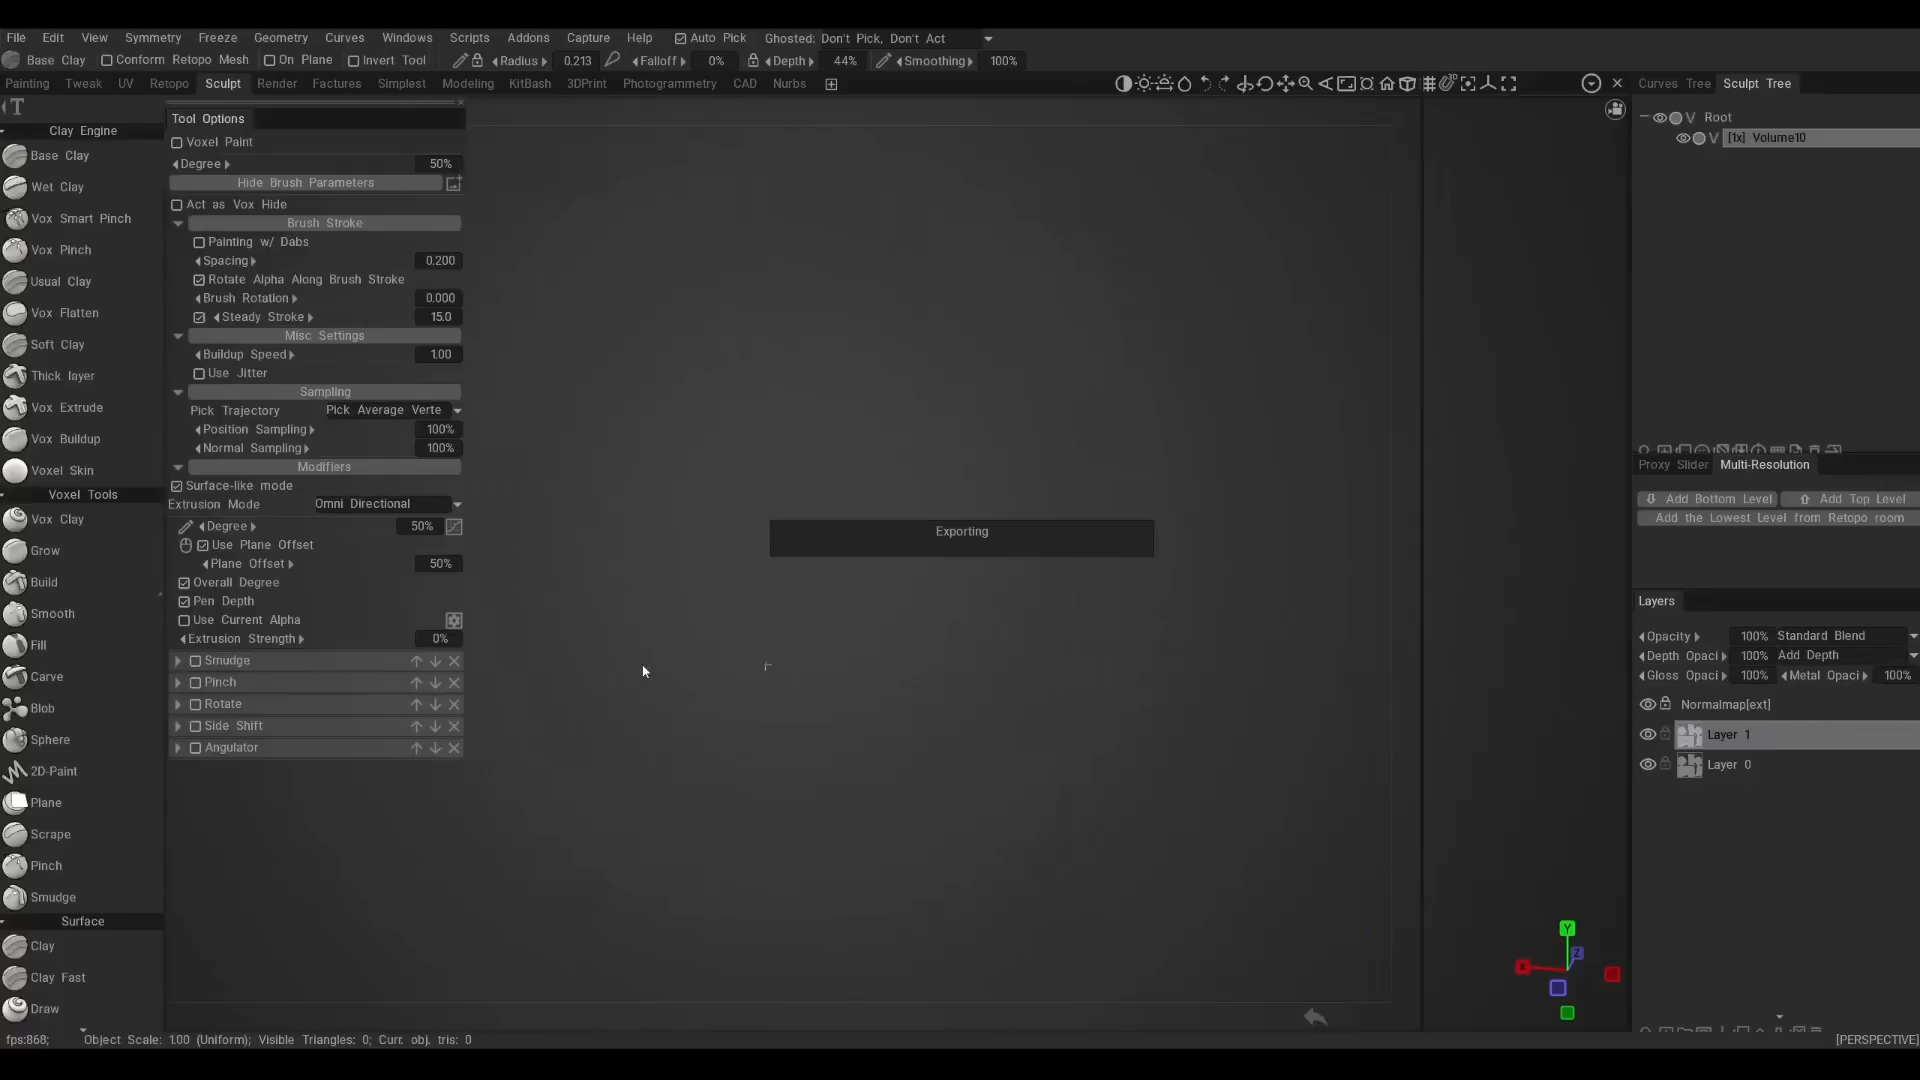 File Edit View Symmetry Freeze Geometry Curves Windows Scripts Addons Capture Help Auto Pick Ghosted: Don't Pick, Don't Act
Base Clay Conform Retopo Mesh On Plane Invert Tool Radius 0.213 Falloff 0% Depth 44% Smoothing 100%
Painting Tweak UV Retopo Sculpt Render Factures Simplest Modeling KitBash 3DPrint Photogrammetry CAD Nurbs
Clay Engine
Base Clay
Wet Clay
Vox Smart Pinch
Vox Pinch
Usual Clay
Vox Flatten
Soft Clay
Thick layer
Vox Extrude
Vox Buildup
Voxel Skin
Voxel Tools
Vox Clay
Grow
Build
Smooth
Fill
Carve
Blob
Sphere
2D-Paint
Plane
Scrape
Pinch
Smudge
Surface
Clay
Clay Fast
Draw
Tool Options
Voxel Paint
Degree 50%
Hide Brush Parameters
Act as Vox Hide
Brush Stroke
Painting w/ Dabs
Spacing 0.200
Rotate Alpha Along Brush Stroke
Brush Rotation 0.000
Steady Stroke 15.0
Misc Settings
Buildup Speed 1.00
Use Jitter
Sampling
Pick Trajectory Pick Average Verte
Position Sampling 100%
Normal Sampling 100%
Modifiers
Surface-like mode
Extrusion Mode Omni Directional
Degree 50%
Use Plane Offset
Plane Offset 50%
Overall Degree
Pen Depth
Use Current Alpha
Extrusion Strength 0%
Smudge
Pinch
Rotate
Side Shift
Angulator
Exporting
Curves Tree Sculpt Tree
V Root
V [1x] Volume10
Proxy Slider Multi-Resolution
Add Bottom Level Add Top Level
Add the Lowest Level from Retopo room
Layers
Opacity 100% Standard Blend
Depth Opaci 100% Add Depth
Gloss Opaci 100% Metal Opaci 100%
Normalmap[ext]
Layer 1
Layer 0
Y
Z
X
fps:868; Object Scale: 1.00 (Uniform); Visible Triangles: 0; Curr. obj. tris: 0 [PERSPECTIVE]